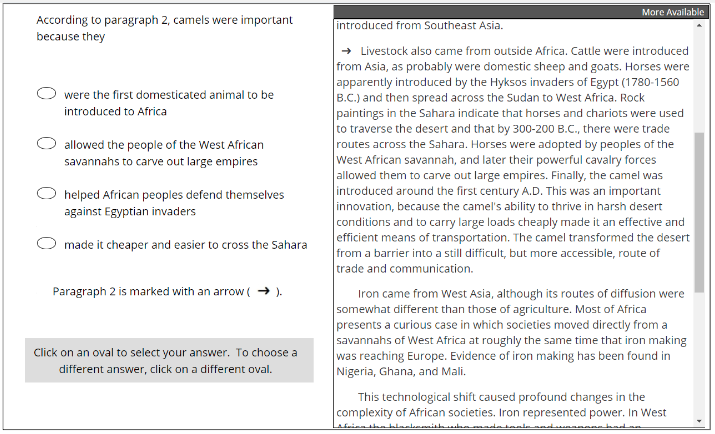 According to paragraph 2, camels were important
because they
were the first domesticated animal to be
introduced to Africa
allowed the people of the West African
savannahs to carve out large empires
helped African peoples defend themselves
against Egyptian invaders
made it cheaper and easier to cross the Sahara
Paragraph 2 is marked with an arrow ( ➔ ).
Click on an oval to select your answer. To choose a
different answer, click on a different oval.
More Available
introduced from Southeast Asia.
➔ Livestock also came from outside Africa. Cattle were introduced
from Asia, as probably were domestic sheep and goats. Horses were
apparently introduced by the Hyksos invaders of Egypt (1780-1560
B.C.) and then spread across the Sudan to West Africa. Rock
paintings in the Sahara indicate that horses and chariots were used
to traverse the desert and that by 300-200 B.C., there were trade
routes across the Sahara. Horses were adopted by peoples of the
West African savannah, and later their powerful cavalry forces
allowed them to carve out large empires. Finally, the camel was
introduced around the first century A.D. This was an important
innovation, because the camel's ability to thrive in harsh desert
conditions and to carry large loads cheaply made it an effective and
efficient means of transportation. The camel transformed the desert
from a barrier into a still difficult, but more accessible, route of
trade and communication.
Iron came from West Asia, although its routes of diffusion were
somewhat different than those of agriculture. Most of Africa
presents a curious case in which societies moved directly from a
savannahs of West Africa at roughly the same time that iron making
was reaching Europe. Evidence of iron making has been found in
Nigeria, Ghana, and Mali.
This technological shift caused profound changes in the
complexity of African societies. Iron represented power. In West
Africa the blacksmith who made tools and weapons had an